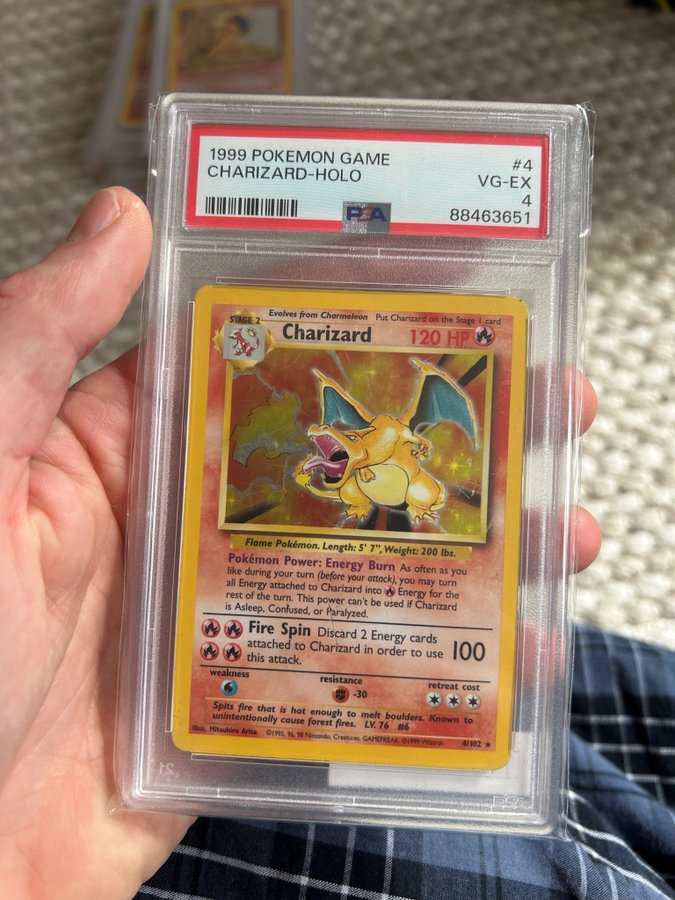 1999 POKEMON GAME #4
CHARIZARD-HOLO VG-EX
4
PSA 88463651
STAGE 2 Evolves from Charmeleon Put Charizard on the Stage 1 card
Charizard 120 HP
Flame Pokémon. Length: 5' 7", Weight: 200 lbs.
Pokémon Power: Energy Burn As often as you
like during your turn (before your attack), you may turn
all Energy attached to Charizard into Energy for the
rest of the turn. This power can't be used if Charizard
is Asleep, Confused, or Paralyzed.
Fire Spin Discard 2 Energy cards
attached to Charizard in order to use 100
this attack.
weakness resistance retreat cost
-30
Spits fire that is hot enough to melt boulders. Known to
unintentionally cause forest fires. LV. 76 #6
Illus. Mitsuhiro Arita ©1995, 96, 98 Nintendo, Creatures, GAMEFREAK. ©1999 Wizards. 4/102 ★